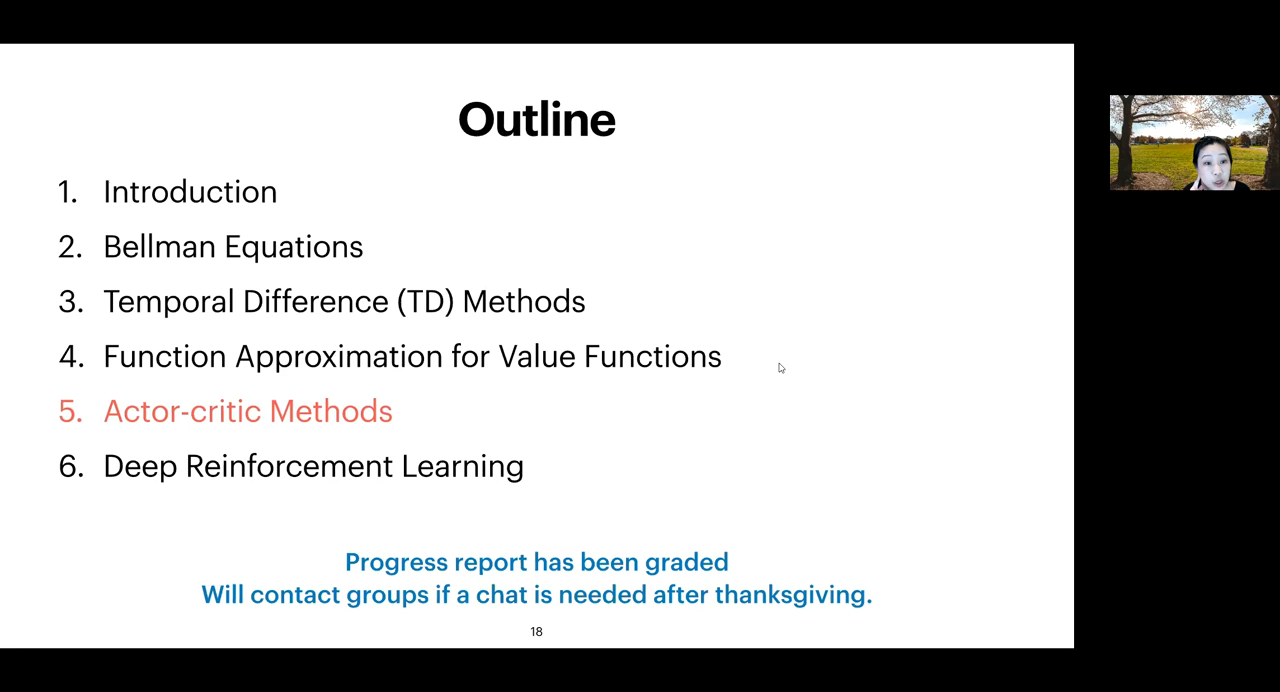 Outline
1. Introduction
2. Bellman Equations
3. Temporal Difference (TD) Methods
4. Function Approximation for Value Functions
5. Actor-critic Methods
6. Deep Reinforcement Learning
Progress report has been graded
Will contact groups if a chat is needed after thanksgiving.
18